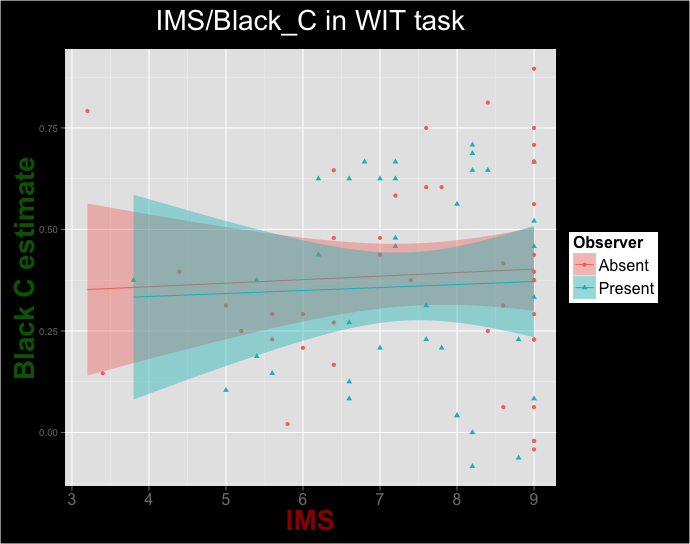 IMS/Black_C in WIT task
Black C estimate
0.75
0.50
0.25
0.00
3 4 5 6 7 8 9
IMS
Observer
Absent
Present